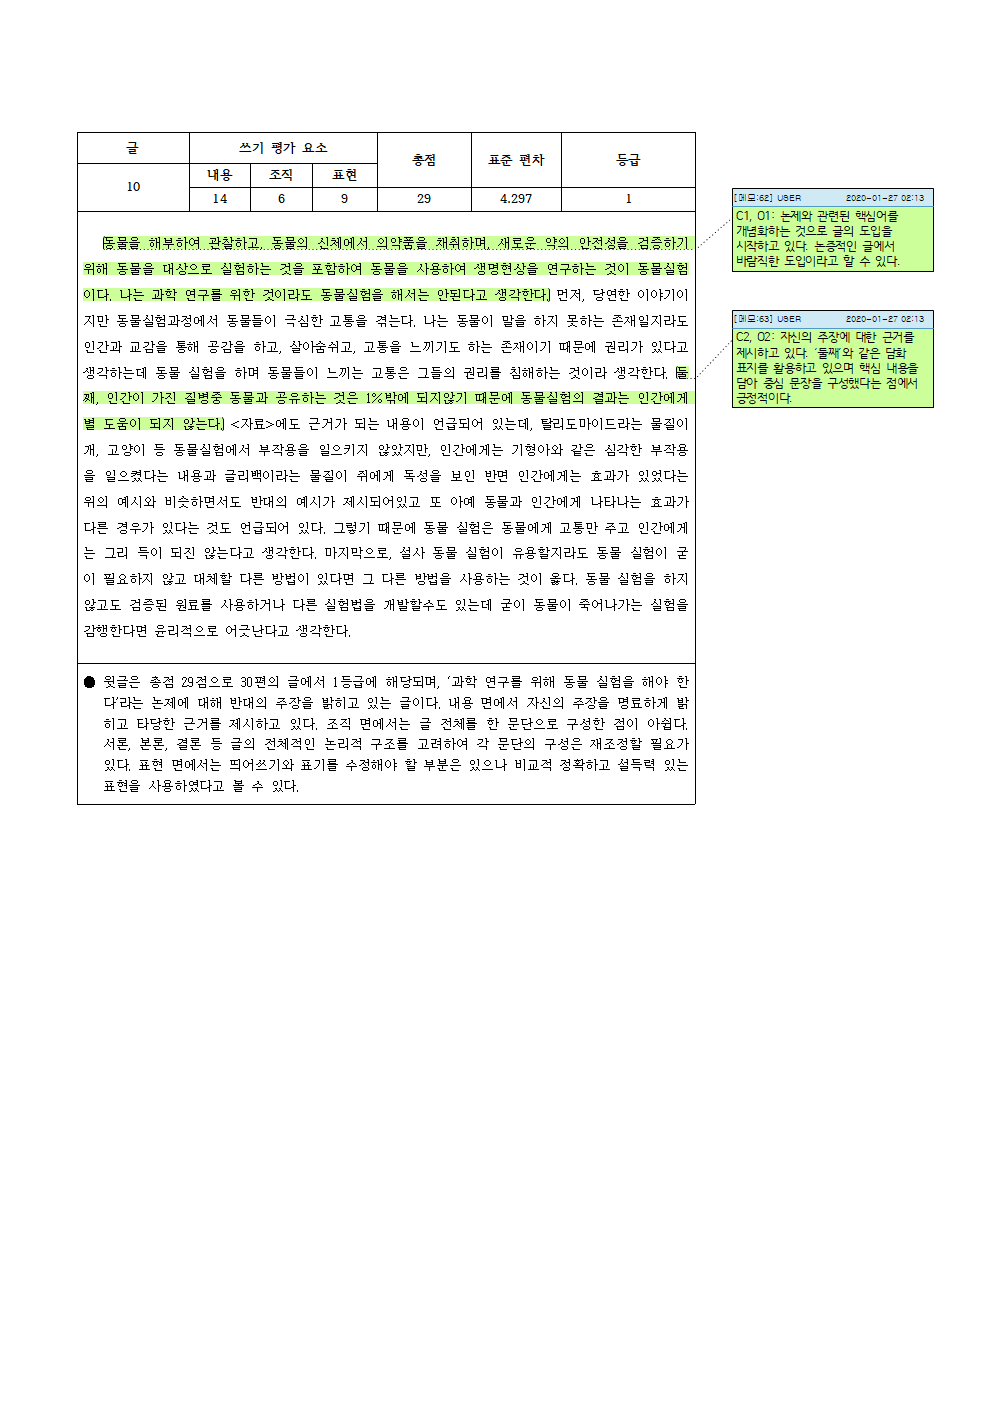 글 쓰기 평가 요소 총점 표준 편차 등급
내용 조직 표현
10 14 6 9 29 4.297 1
동물을 해부하여 관찰하고, 동물의 신체에서 의약품을 채취하며, 새로운 약의 안전성을 검증하기
위해 동물을 대상으로 실험하는 것을 포함하여 동물을 사용하여 생명현상을 연구하는 것이 동물실험
이다. 나는 과학 연구를 위한 것이라도 동물실험을 해서는 안된다고 생각한다. 먼저, 당연한 이야기이
지만 동물실험과정에서 동물들이 극심한 고통을 겪는다. 나는 동물이 말을 하지 못하는 존재일지라도
인간과 교감을 통해 공감을 하고, 살아숨쉬고, 고통을 느끼기도 하는 존재이기 때문에 권리가 있다고
생각하는데 동물 실험을 하며 동물들이 느끼는 고통은 그들의 권리를 침해하는 것이라 생각한다. 둘
째, 인간이 가진 질병중 동물과 공유하는 것은 1%밖에 되지않기 때문에 동물실험의 결과는 인간에게
별 도움이 되지 않는다. <자료>에도 근거가 되는 내용이 언급되어 있는데, 탈리도마이드라는 물질이
개, 고양이 등 동물실험에서 부작용을 일으키지 않았지만, 인간에게는 기형아와 같은 심각한 부작용
을 일으켰다는 내용과 글리백이라는 물질이 쥐에게 독성을 보인 반면 인간에게는 효과가 있었다는
위의 예시와 비슷하면서도 반대의 예시가 제시되어있고 또 아예 동물과 인간에게 나타나는 효과가
다른 경우가 있다는 것도 언급되어 있다. 그렇기 때문에 동물 실험은 동물에게 고통만 주고 인간에게
는 그리 득이 되진 않는다고 생각한다. 마지막으로, 설사 동물 실험이 유용할지라도 동물 실험이 굳
이 필요하지 않고 대체할 다른 방법이 있다면 그 다른 방법을 사용하는 것이 옳다. 동물 실험을 하지
않고도 검증된 원료를 사용하거나 다른 실험법을 개발할수도 있는데 굳이 동물이 죽어나가는 실험을
감행한다면 윤리적으로 어긋난다고 생각한다.
● 윗글은 총점 29점으로 30편의 글에서 1등급에 해당되며, '과학 연구를 위해 동물 실험을 해야 한
다'라는 논제에 대해 반대의 주장을 밝히고 있는 글이다. 내용 면에서 자신의 주장을 명료하게 밝
히고 타당한 근거를 제시하고 있다. 조직 면에서는 글 전체를 한 문단으로 구성한 점이 아쉽다.
서론, 본론, 결론 등 글의 전체적인 논리적 구조를 고려하여 각 문단의 구성은 재조정할 필요가
있다. 표현 면에서는 띄어쓰기와 표기를 수정해야 할 부분은 있으나 비교적 정확하고 설득력 있는
표현을 사용하였다고 볼 수 있다.
[메모:62] USER 2020-01-27 02:13
C1, O1: 논제와 관련된 핵심어를
개념화하는 것으로 글의 도입을
시작하고 있다. 논증적인 글에서
바람직한 도입이라고 할 수 있다.
[메모:63] USER 2020-01-27 02:13
C2, O2: 자신의 주장에 대한 근거를
제시하고 있다. '둘째'와 같은 담화
표지를 활용하고 있으며 핵심 내용을
담아 중심 문장을 구성했다는 점에서
긍정적이다.